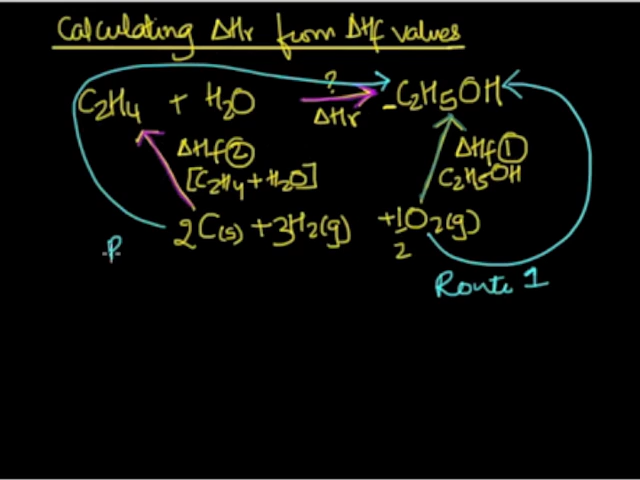 Calculating ΔHr from ΔHf values
?
C2H4 + H2O
C2H5OH
ΔHr
ΔHf 2
[C2H4 + H2O]
ΔHf 1
C2H5OH
2C(s) + 3H2(g) + 1/2 O2(g)
R
Route 1